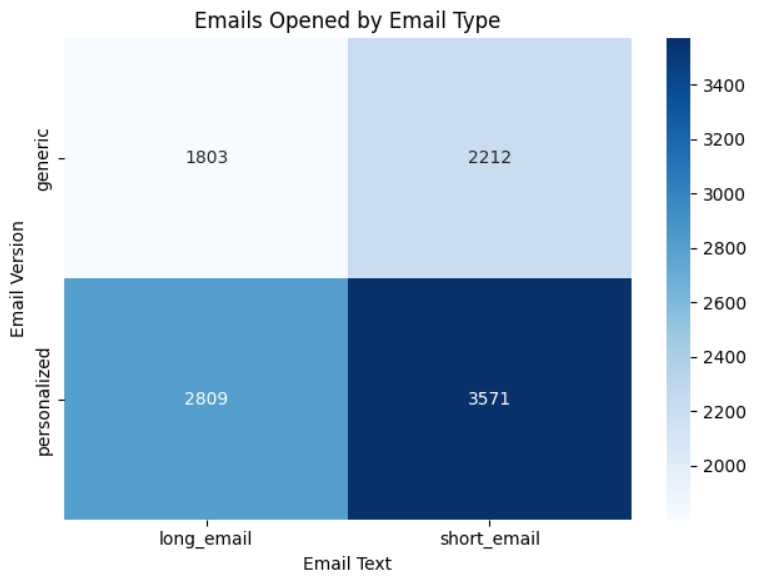 Emails Opened by Email Type
Email Version
generic
1803
2212
personalized
2809
3571
long_email
short_email
Email Text
3400
3200
3000
2800
2600
2400
2200
2000